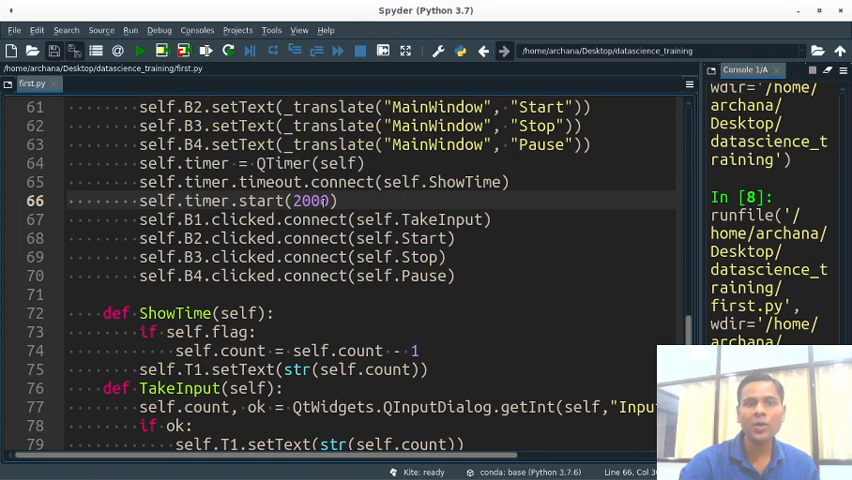 Spyder (Python 3.7)
File Edit Search Source Run Debug Consoles Projects Tools View Help
/home/archana/Desktop/datascience_training
/home/archana/Desktop/datascience_training/first.py
first.py
61 self.B2.setText(_translate("MainWindow", "Start"))
62 self.B3.setText(_translate("MainWindow", "Stop"))
63 self.B4.setText(_translate("MainWindow", "Pause"))
64 self.timer = QTimer(self)
65 self.timer.timeout.connect(self.ShowTime)
66 self.timer.start(2000)
67 self.B1.clicked.connect(self.TakeInput)
68 self.B2.clicked.connect(self.Start)
69 self.B3.clicked.connect(self.Stop)
70 self.B4.clicked.connect(self.Pause)
71
72 def ShowTime(self):
73 if self.flag:
74 self.count = self.count - 1
75 self.T1.setText(str(self.count))
76 def TakeInput(self):
77 self.count, ok = QtWidgets.QInputDialog.getInt(self,"Inpu
78 if ok:
79 self.T1.setText(str(self.count))
Console 1/A
wdir='/home/
archana/
Desktop/
datascience_t
raining')
In [8]:
runfile('/
home/archana/
Desktop/
datascience_t
raining/
first.py',
wdir='/home/
Kite: ready conda: base (Python 3.7.6) Line 66, Col 3